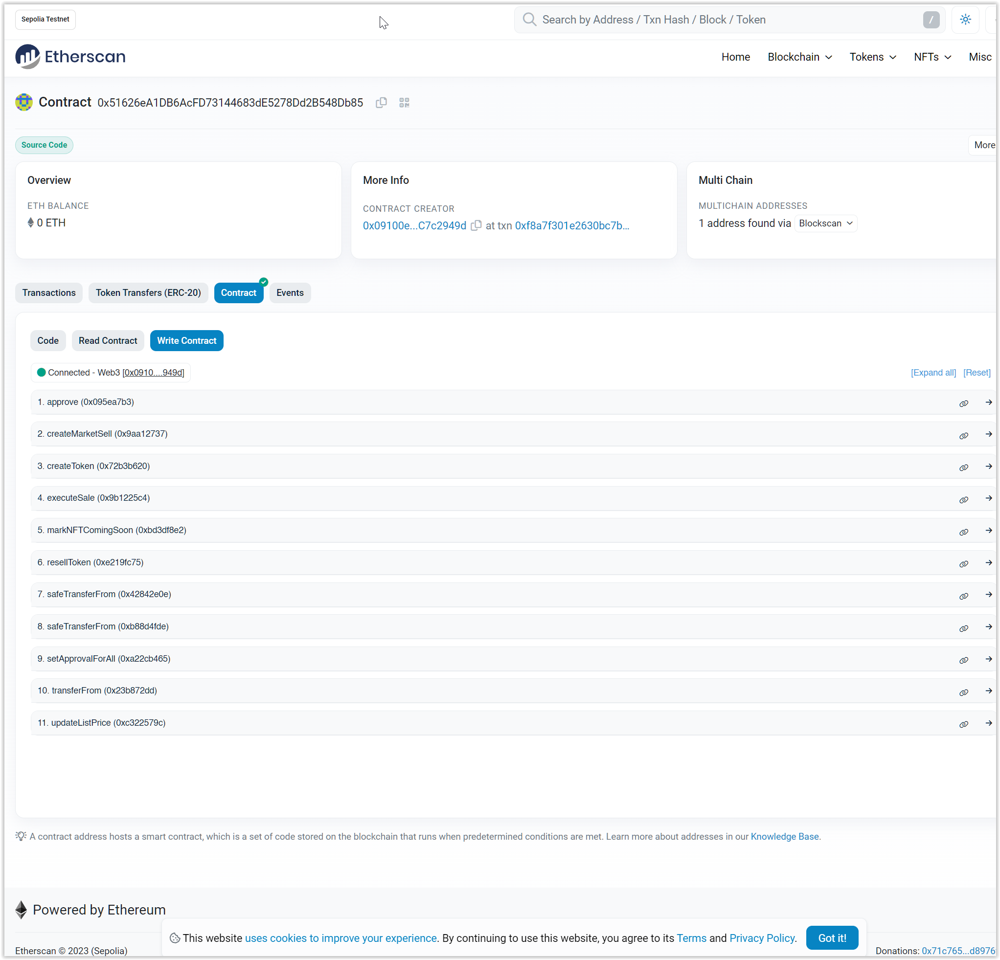 Sepolia Testnet
Search by Address / Txn Hash / Block / Token
/
Etherscan
Home Blockchain Tokens NFTs Misc
Contract 0x51626eA1DB6AcFD73144683dE5278Dd2B548Db85
Source Code
More
Overview
ETH BALANCE
0 ETH
More Info
CONTRACT CREATOR
0x09100e...C7c2949d at txn 0xf8a7f301e2630bc7b...
Multi Chain
MULTICHAIN ADDRESSES
1 address found via Blockscan
Transactions Token Transfers (ERC-20) Contract Events
Code Read Contract Write Contract
Connected - Web3 [0x0910....949d]
[Expand all] [Reset]
1. approve (0x095ea7b3)
2. createMarketSell (0x9aa12737)
3. createToken (0x72b3b620)
4. executeSale (0x9b1225c4)
5. markNFTComingSoon (0xbd3df8e2)
6. resellToken (0xe219fc75)
7. safeTransferFrom (0x42842e0e)
8. safeTransferFrom (0xb88d4fde)
9. setApprovalForAll (0xa22cb465)
10. transferFrom (0x23b872dd)
11. updateListPrice (0xc322579c)
A contract address hosts a smart contract, which is a set of code stored on the blockchain that runs when predetermined conditions are met. Learn more about addresses in our Knowledge Base.
Powered by Ethereum
This website uses cookies to improve your experience. By continuing to use this website, you agree to its Terms and Privacy Policy.
Got it!
Etherscan © 2023 (Sepolia)
Donations: 0x71c765...d8976